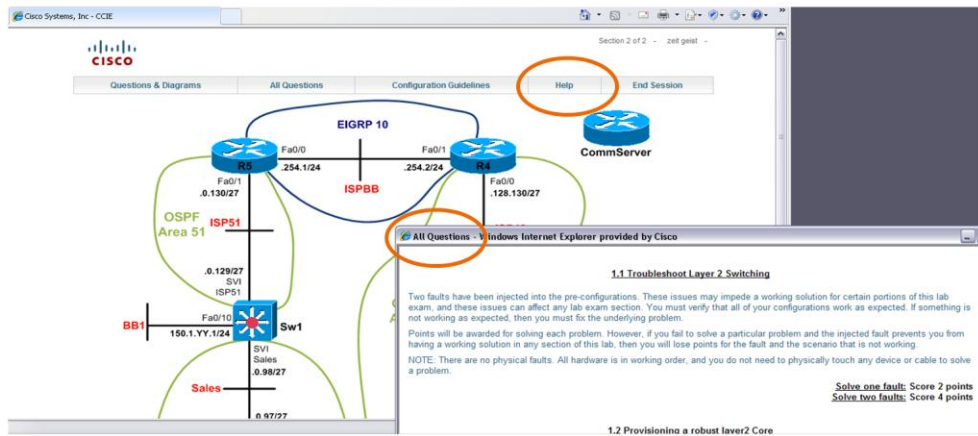 Cisco Systems, Inc - CCIE
Section 2 of 2 - zeit geist -
CISCO
Questions & Diagrams All Questions Configuration Guidelines Help End Session
EIGRP 10
CommServer
Fa0/0 Fa0/1
R5 .254.1/24 .254.2/24 R4
ISPBB
Fa0/1 Fa0/0
.0.130/27 .128.130/27
OSPF
Area 51
ISP51
.0.129/27
SVI
ISP51
Fa0/10
BB1 150.1.YY.1/24 Sw1
SVI
Sales
.0.98/27
Sales
0.97/27
All Questions - Windows Internet Explorer provided by Cisco
1.1 Troubleshoot Layer 2 Switching
Two faults have been injected into the pre-configurations. These issues may impede a working solution for certain portions of this lab
exam, and these issues can affect any lab exam section. You must verify that all of your configurations work as expected. If something is
not working as expected, then you must fix the underlying problem.
Points will be awarded for solving each problem. However, if you fail to solve a particular problem and the injected fault prevents you from
having a working solution in any section of this lab, then you will lose points for the fault and the scenario that is not working.
NOTE: There are no physical faults. All hardware is in working order, and you do not need to physically touch any device or cable to solve
a problem.
Solve one fault: Score 2 points
Solve two faults: Score 4 points
1.2 Provisioning a robust layer2 Core